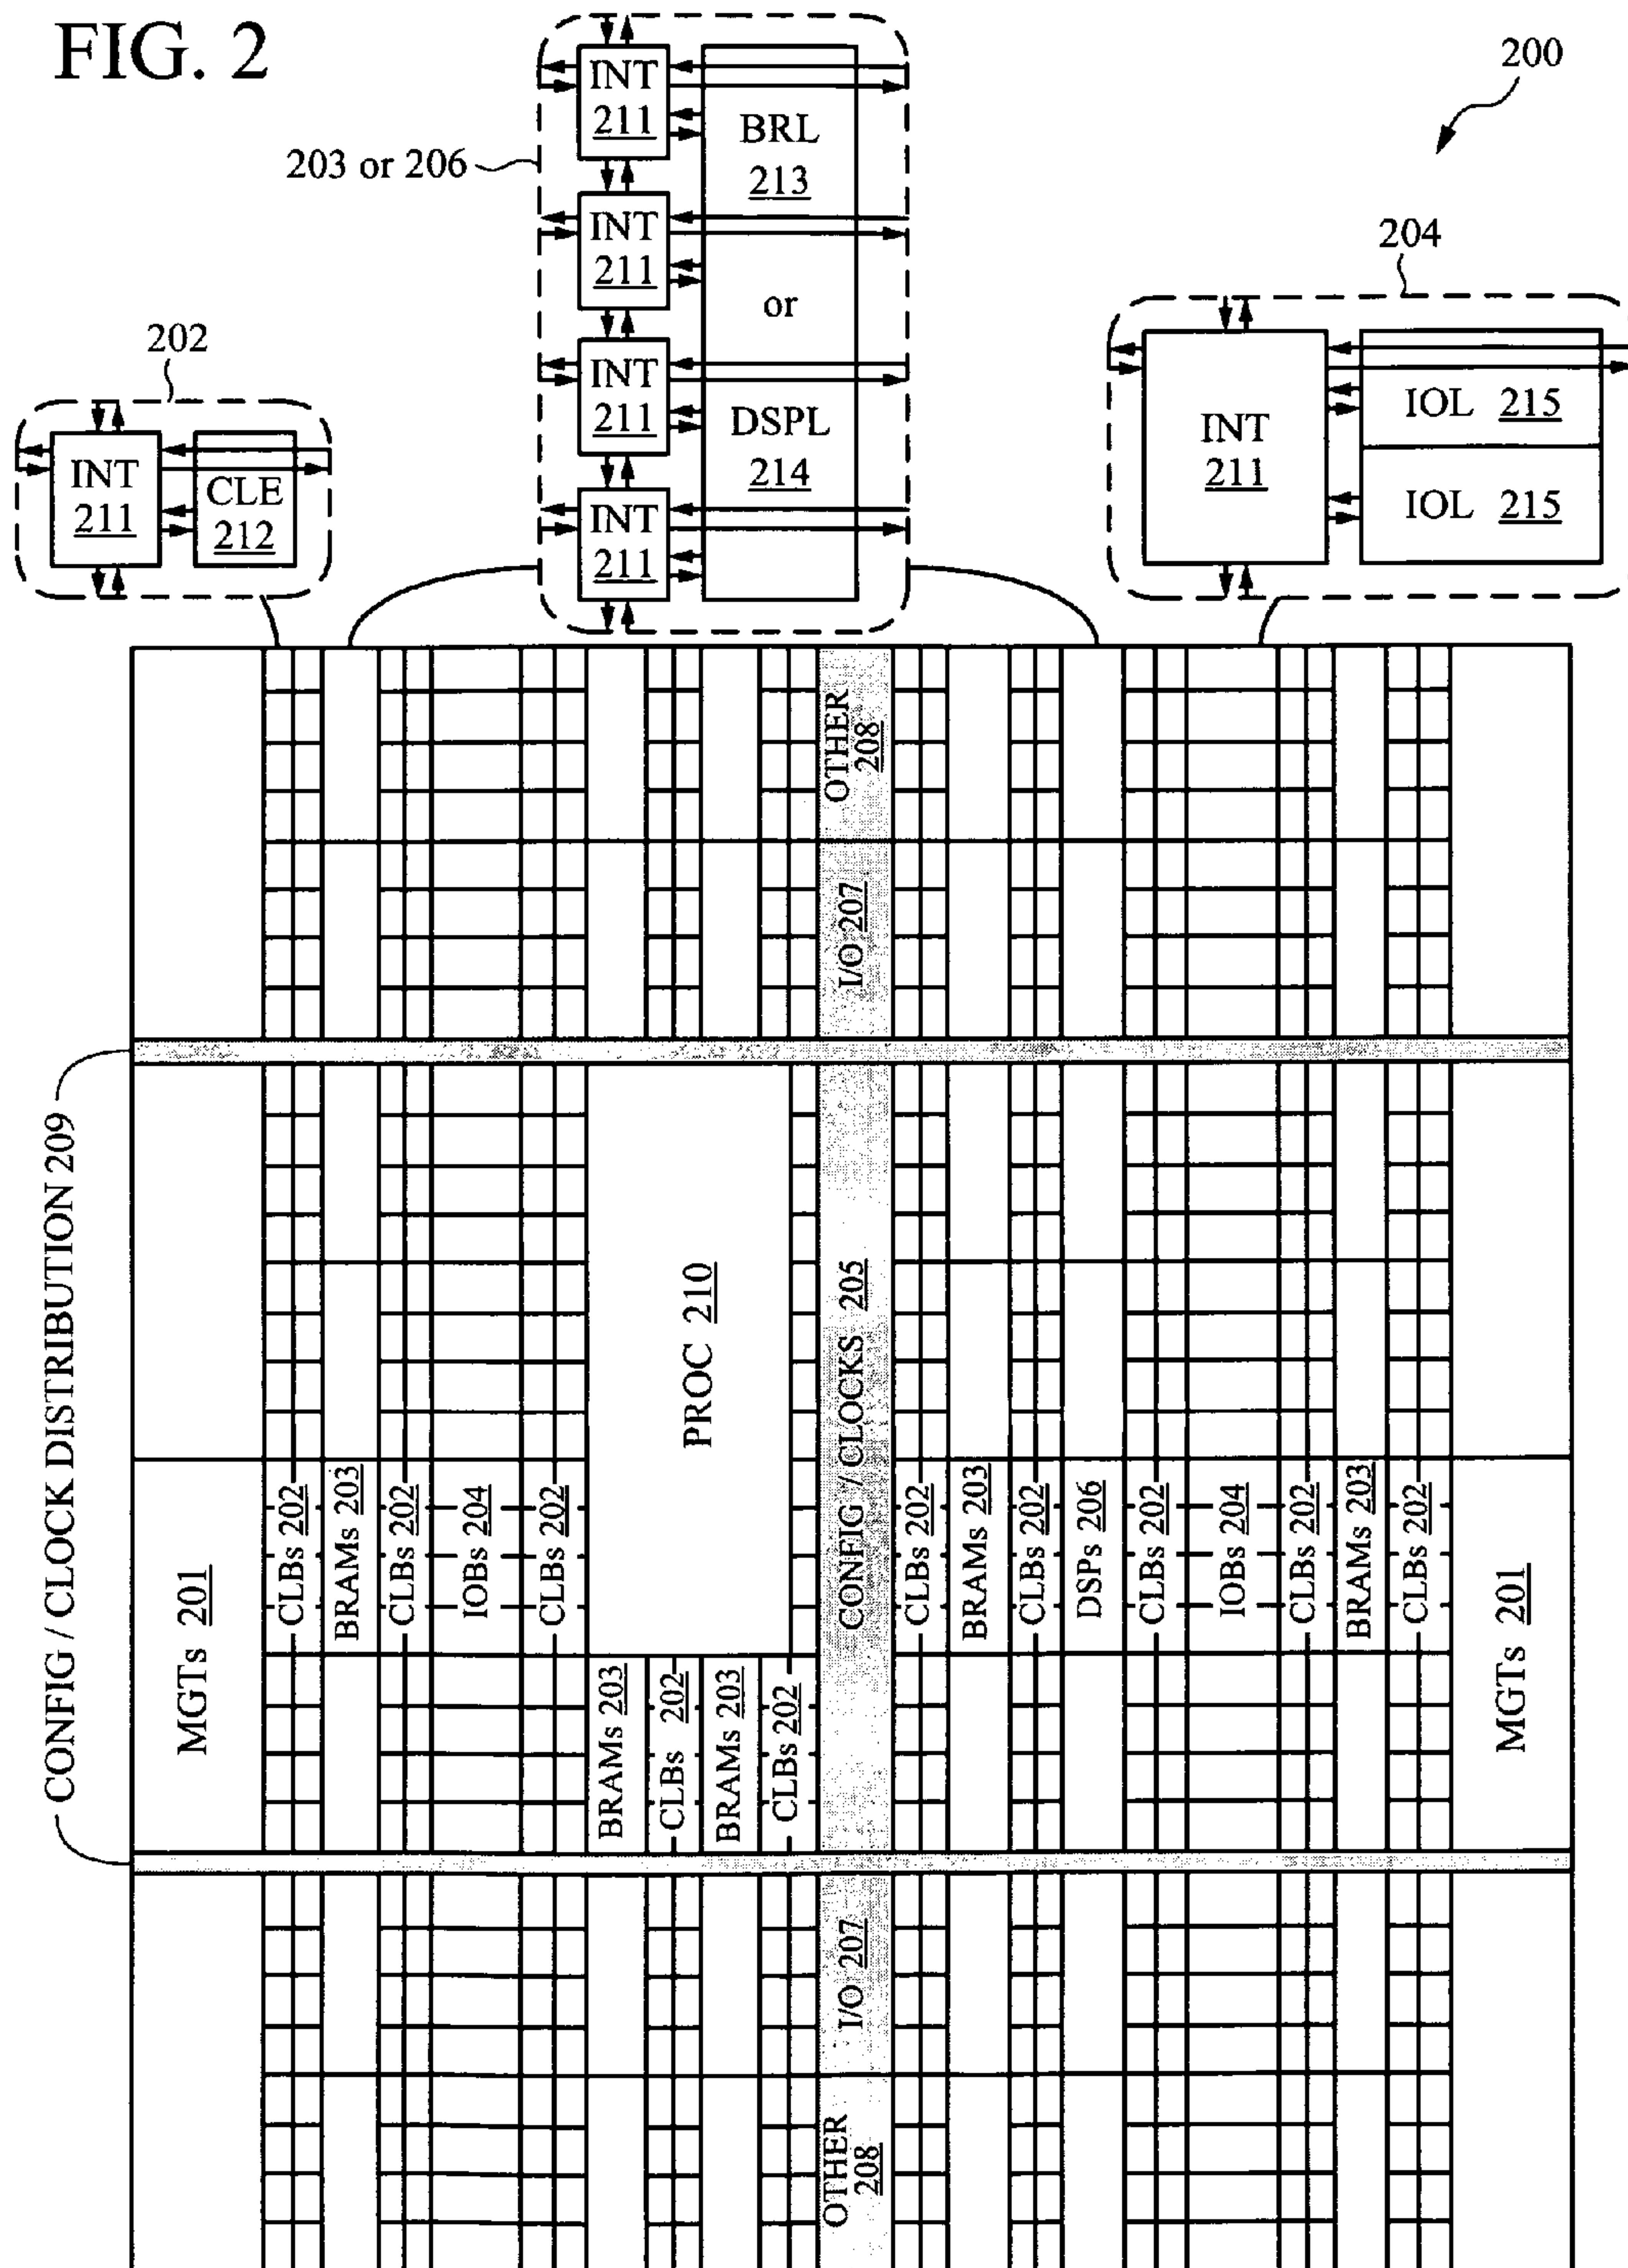 FIG. 2
200
203 or 206
INT
211
INT
211
INT
211
INT
211
BRL
213
or
DSPL
214
204
INT
211
IOL 215
IOL 215
202
INT
211
CLE
212
OTHER
208
I/O 207
CONFIG / CLOCK DISTRIBUTION 209
PROC 210
CONFIG / CLOCKS 205
MGTs 201
CLBs 202
BRAMs 203
CLBs 202
IOBs 204
CLBs 202
BRAMs 203
CLBs 202
BRAMs 203
CLBs 202
CLBs 202
BRAMs 203
CLBs 202
DSPs 206
CLBs 202
IOBs 204
CLBs 202
BRAMs 203
CLBs 202
MGTs 201
I/O 207
OTHER
208